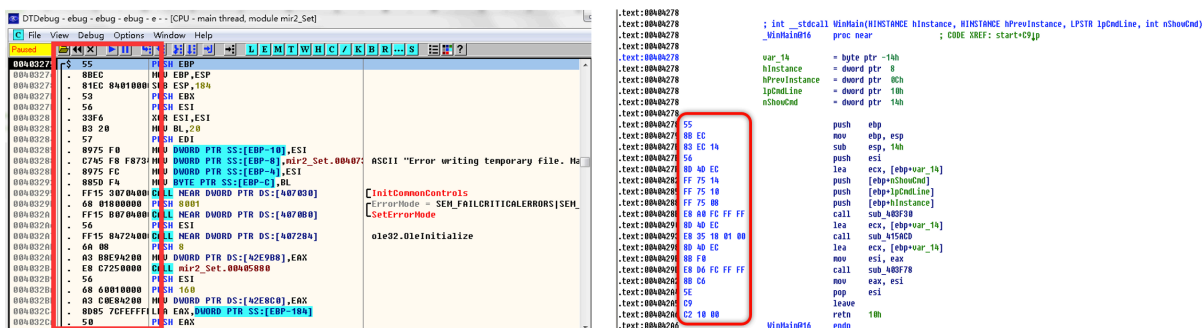 DTDebug - ebug - ebug - ebug - e - - [CPU - main thread, module mir2_Set]
C File View Debug Options Window Help
Paused L E M T W H C / K B R ... S ?
55 PUSH EBP
8BEC MOV EBP,ESP
81EC 8401000 SUB ESP,184
53 PUSH EBX
56 PUSH ESI
33F6 XOR ESI,ESI
B3 20 MOV BL,20
57 PUSH EDI
8975 F0 MOV DWORD PTR SS:[EBP-10],ESI
C745 F8 F873 MOV DWORD PTR SS:[EBP-8],mir2_Set.00407 ASCII "Error writing temporary file. Ma
8975 FC MOV DWORD PTR SS:[EBP-4],ESI
885D F4 MOV BYTE PTR SS:[EBP-C],BL
FF15 3070400 CALL NEAR DWORD PTR DS:[407030] InitCommonControls
68 01800000 PUSH 8001 ErrorMode = SEM_FAILCRITICALERRORS|SEM_
FF15 B070400 CALL NEAR DWORD PTR DS:[4070B0] SetErrorMode
56 PUSH ESI
FF15 8472400 CALL NEAR DWORD PTR DS:[407284] ole32.OleInitialize
6A 08 PUSH 8
A3 B8E94200 MOV DWORD PTR DS:[42E9B8],EAX
E8 C7250000 CALL mir2_Set.00405880
56 PUSH ESI
68 60010000 PUSH 160
A3 C0E84200 MOV DWORD PTR DS:[42E8C0],EAX
8D85 7CFEFFF LEA EAX,DWORD PTR SS:[EBP-184]
50 PUSH EAX
.text:00404278
.text:00404278 ; int __stdcall WinMain(HINSTANCE hInstance, HINSTANCE hPrevInstance, LPSTR lpCmdLine, int nShowCmd)
.text:00404278 _WinMain@16 proc near ; CODE XREF: start+C9↓p
.text:00404278
.text:00404278 var_14 = byte ptr -14h
.text:00404278 hInstance = dword ptr 8
.text:00404278 hPrevInstance = dword ptr 0Ch
.text:00404278 lpCmdLine = dword ptr 10h
.text:00404278 nShowCmd = dword ptr 14h
.text:00404278
55 push ebp
8B EC mov ebp, esp
83 EC 14 sub esp, 14h
56 push esi
8D 4D EC lea ecx, [ebp+var_14]
FF 75 14 push [ebp+nShowCmd]
FF 75 10 push [ebp+lpCmdLine]
FF 75 08 push [ebp+hInstance]
E8 A0 FC FF FF call sub_403F30
8D 4D EC lea ecx, [ebp+var_14]
E8 35 18 01 00 call sub_415ACD
8D 4D EC lea ecx, [ebp+var_14]
8B F0 mov esi, eax
E8 D6 FC FF FF call sub_403F78
8B C6 mov eax, esi
5E pop esi
C9 leave
C2 10 00 retn 10h
_WinMain@16 endp